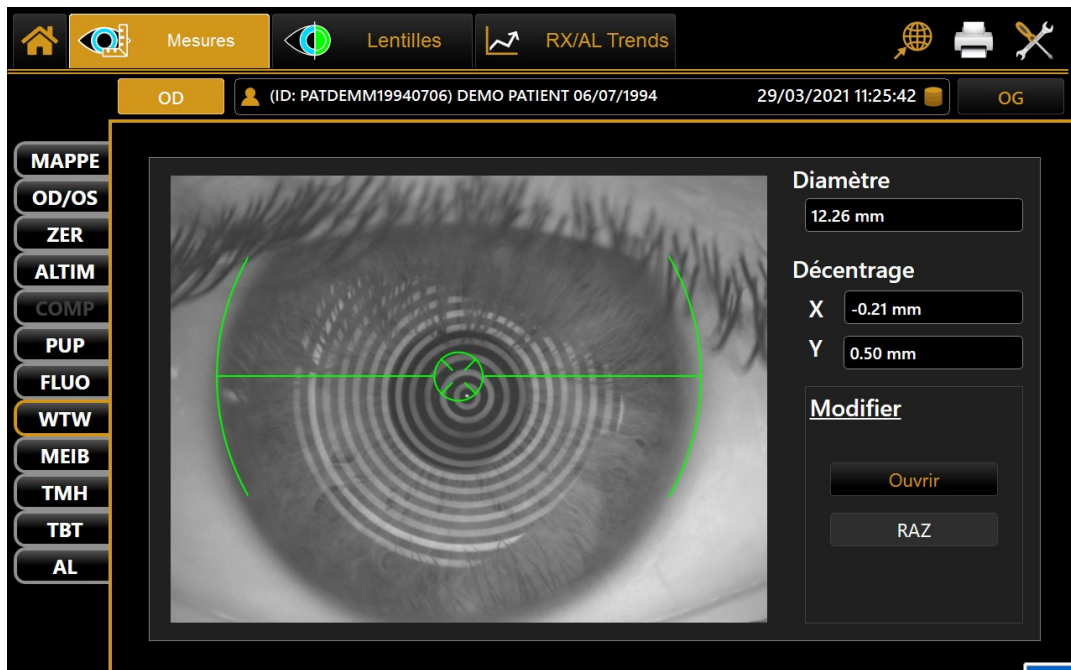 Mesures
Lentilles
RX/AL Trends
OD
(ID: PATDEMM19940706) DEMO PATIENT 06/07/1994
29/03/2021 11:25:42
OG
MAPPE
OD/OS
ZER
ALTIM
COMP
PUP
FLUO
WTW
MEIB
TMH
TBT
AL
Diamètre
12.26 mm
Décentrage
X -0.21 mm
Y 0.50 mm
Modifier
Ouvrir
RAZ